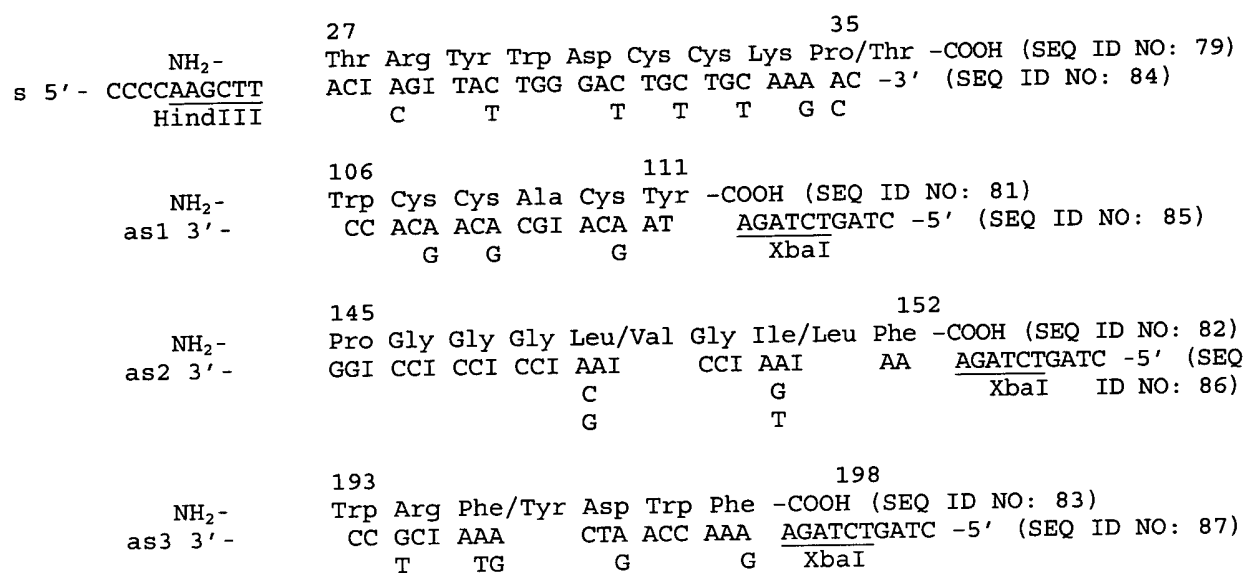 27 35
NH2- Thr Arg Tyr Trp Asp Cys Cys Lys Pro/Thr -COOH (SEQ ID NO: 79)
s 5'- CCCCAAGCTT ACI AGI TAC TGG GAC TGC TGC AAA AC -3' (SEQ ID NO: 84)
HindIII C T T T T G C
106 111
NH2- Trp Cys Cys Ala Cys Tyr -COOH (SEQ ID NO: 81)
as1 3'- CC ACA ACA CGI ACA AT AGATCTGATC -5' (SEQ ID NO: 85)
G G G XbaI
145 152
NH2- Pro Gly Gly Gly Leu/Val Gly Ile/Leu Phe -COOH (SEQ ID NO: 82)
as2 3'- GGI CCI CCI CCI AAI CCI AAI AA AGATCTGATC -5' (SEQ
C G XbaI ID NO: 86)
G T
193 198
NH2- Trp Arg Phe/Tyr Asp Trp Phe -COOH (SEQ ID NO: 83)
as3 3'- CC GCI AAA CTA ACC AAA AGATCTGATC -5' (SEQ ID NO: 87)
T TG G G XbaI